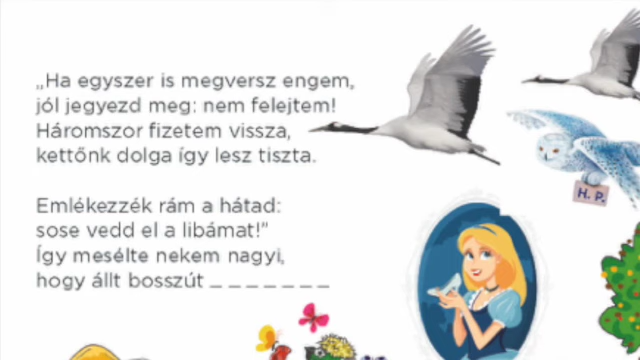 „Ha egyszer is megversz engem,
jól jegyezd meg: nem felejtem!
Háromszor fizetem vissza,
kettőnk dolga így lesz tiszta.
Emlékezzék rám a hátad:
sose vedd el a libámat!”
Így mesélte nekem nagyi,
hogy állt bosszút _ _ _ _ _ _ _
H. P.